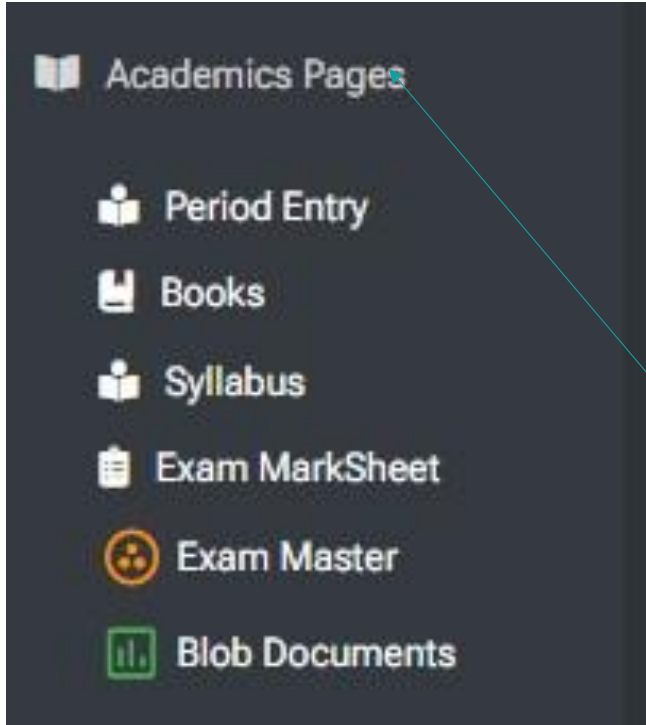 Academics Pages
Period Entry
Books
Syllabus
Exam MarkSheet
Exam Master
Blob Documents